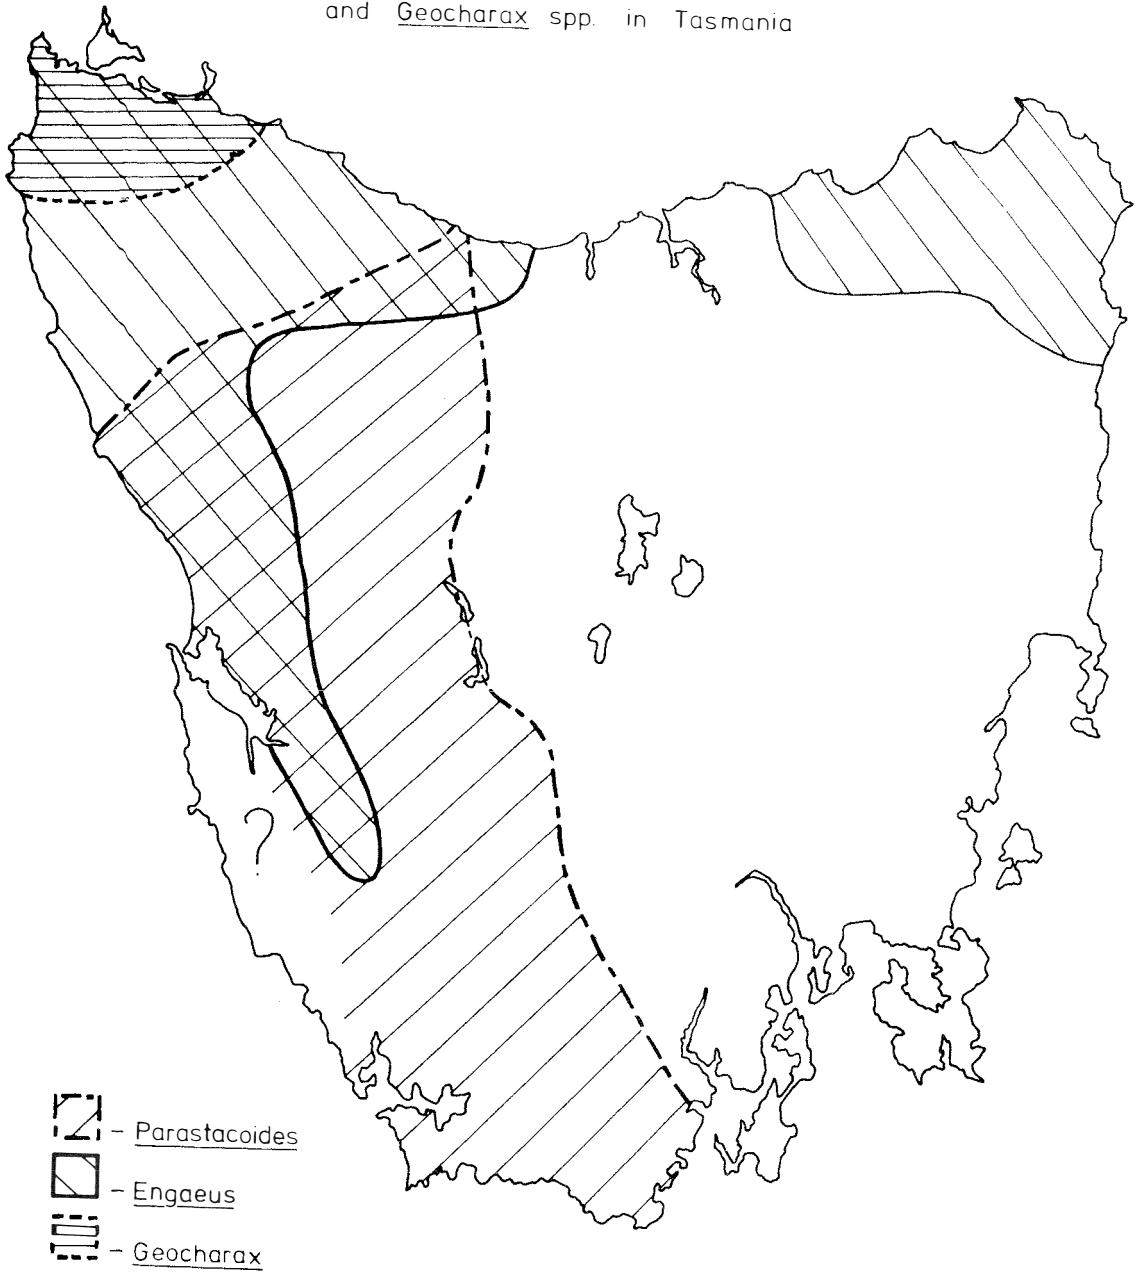 and Geocharax spp. in Tasmania
?
- Parastacoides
- Engaeus
- Geocharax